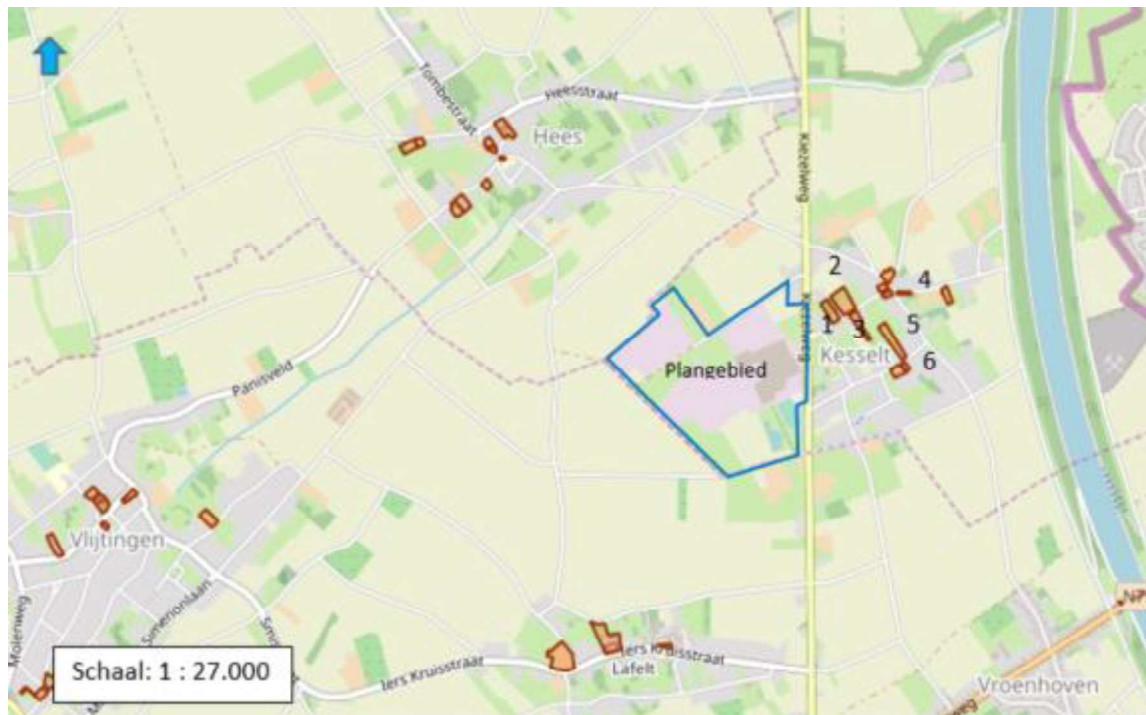 Tombestraat
Heesstraat
Hees
Kiezelweg
2
4
1
3
5
Kesselt
6
Plangebied
Panisveld
Vlijtingen
Molenweg
Simerionlaan
Iers Kruisstraat
Iers Kruisstraat
Lafelt
Vroenhoven
Schaal: 1 : 27.000